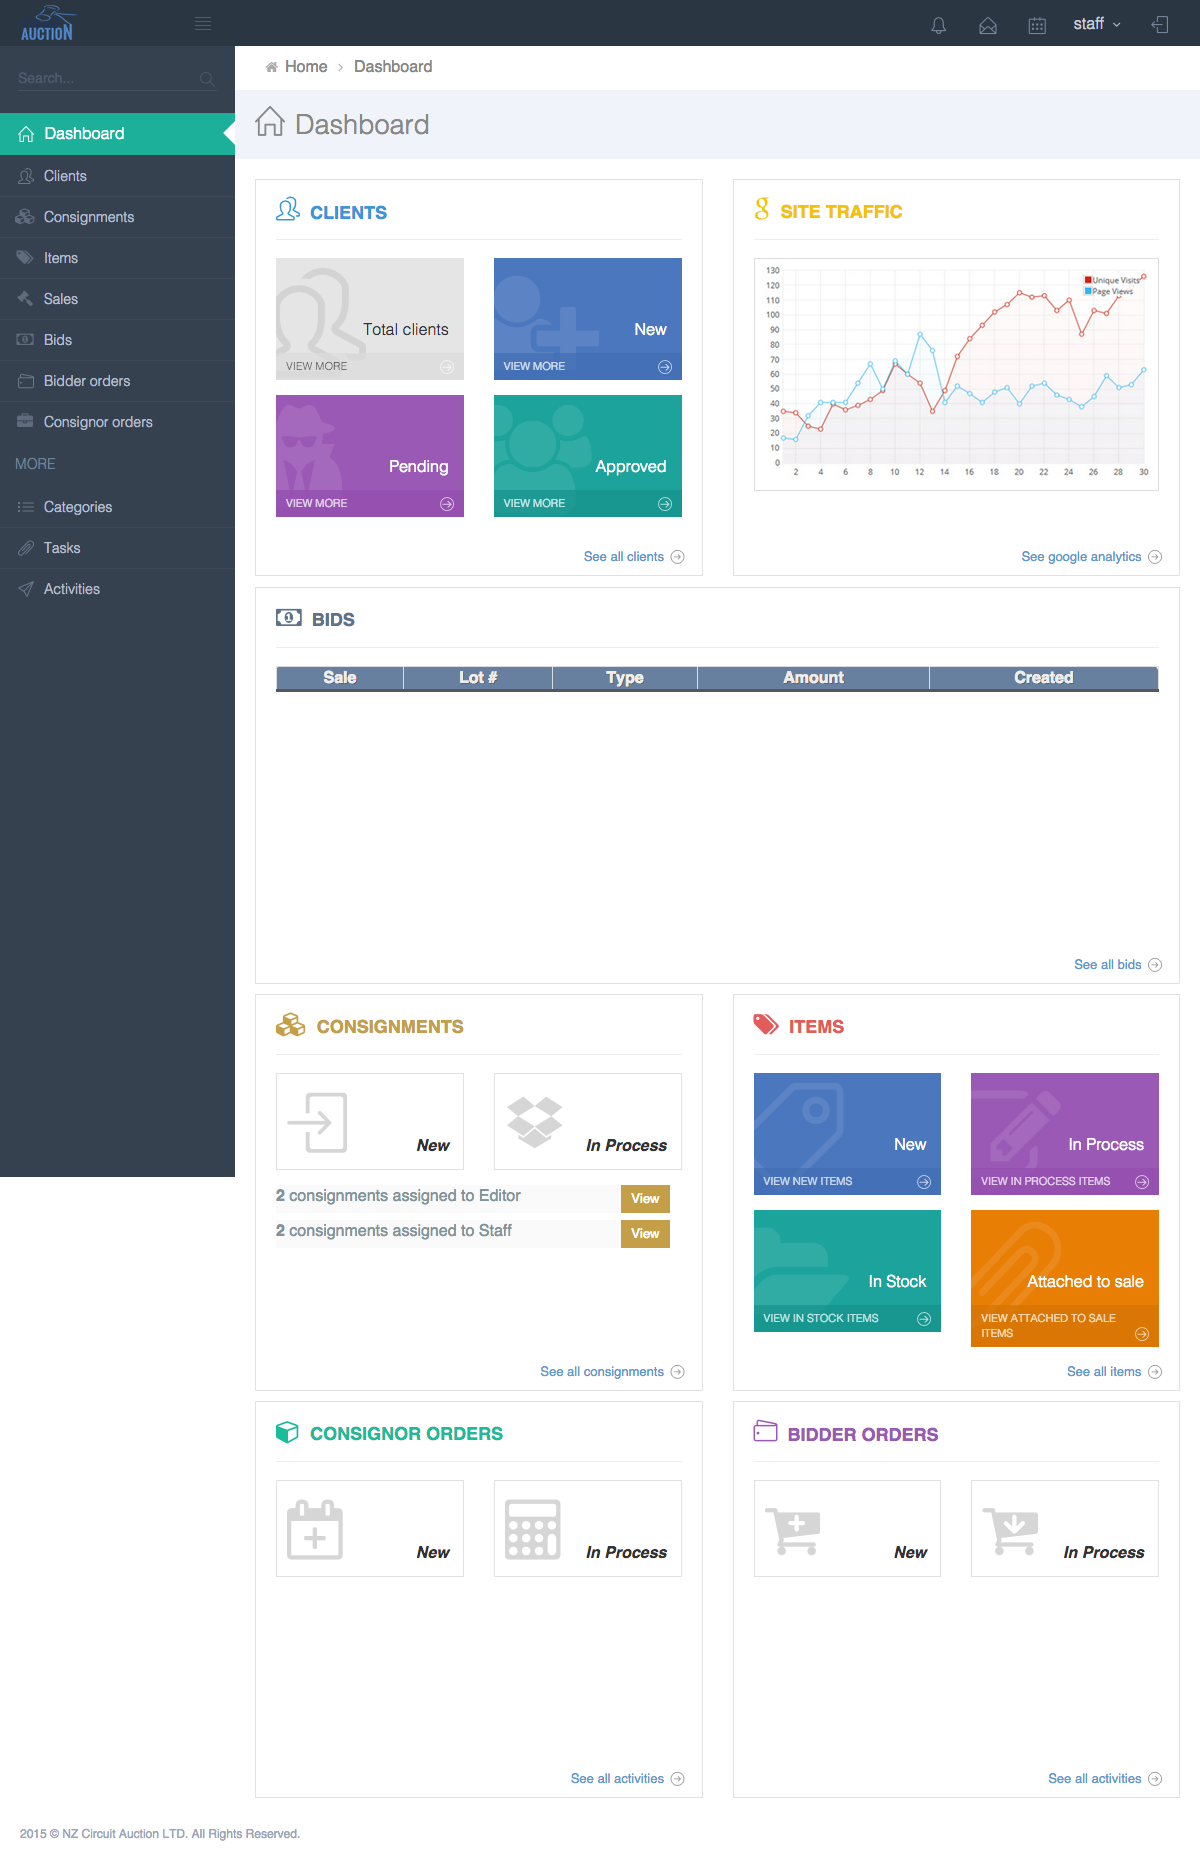 AUCTION
staff
Search...
Home > Dashboard
Dashboard
Dashboard
Clients
Consignments
Items
Sales
Bids
Bidder orders
Consignor orders
MORE
Categories
Tasks
Activities
CLIENTS
Total clients
VIEW MORE
New
VIEW MORE
Pending
VIEW MORE
Approved
VIEW MORE
See all clients
SITE TRAFFIC
Unique Visits
Page Views
130
120
110
100
90
80
70
60
50
40
30
20
10
0
2 4 6 8 10 12 14 16 18 20 22 24 26 28 30
See google analytics
BIDS
Sale Lot # Type Amount Created
See all bids
CONSIGNMENTS
New
In Process
2 consignments assigned to Editor View
2 consignments assigned to Staff View
See all consignments
ITEMS
New
VIEW NEW ITEMS
In Process
VIEW IN PROCESS ITEMS
In Stock
VIEW IN STOCK ITEMS
Attached to sale
VIEW ATTACHED TO SALE
ITEMS
See all items
CONSIGNOR ORDERS
New
In Process
See all activities
BIDDER ORDERS
New
In Process
See all activities
2015 © NZ Circuit Auction LTD. All Rights Reserved.